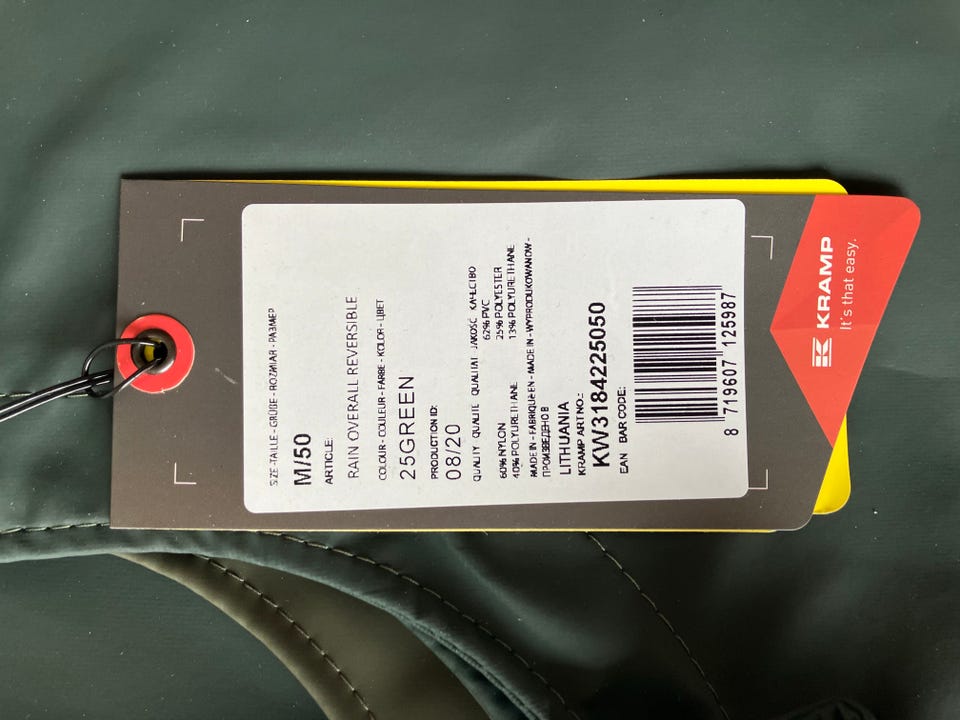 SIZE - TAILLE - GRÖßE - ROZMIAR - РАЗМЕР
M/50
ARTICLE:
RAIN OVERALL REVERSIBLE
COLOUR - COULEUR - FARBE - KOLOR - ЦВЕТ
25GREEN
PRODUCTION ID:
08/20
QUALITY QUALITE QUALITÄT JAKOŚĆ КАЧЕСТВО
62% PVC
60% NYLON 25% POLYESTER
40% POLYURETHANE 13% POLYURETHANE
MADE IN - FABRIQUE EN - MADE IN - WYPRODUKOWANO W -
ПРОИЗВЕДЕНО В
LITHUANIA
KRAMP ART NO.:
KW3184225050
EAN BAR CODE:
8 719607 125987
KRAMP
It's that easy.